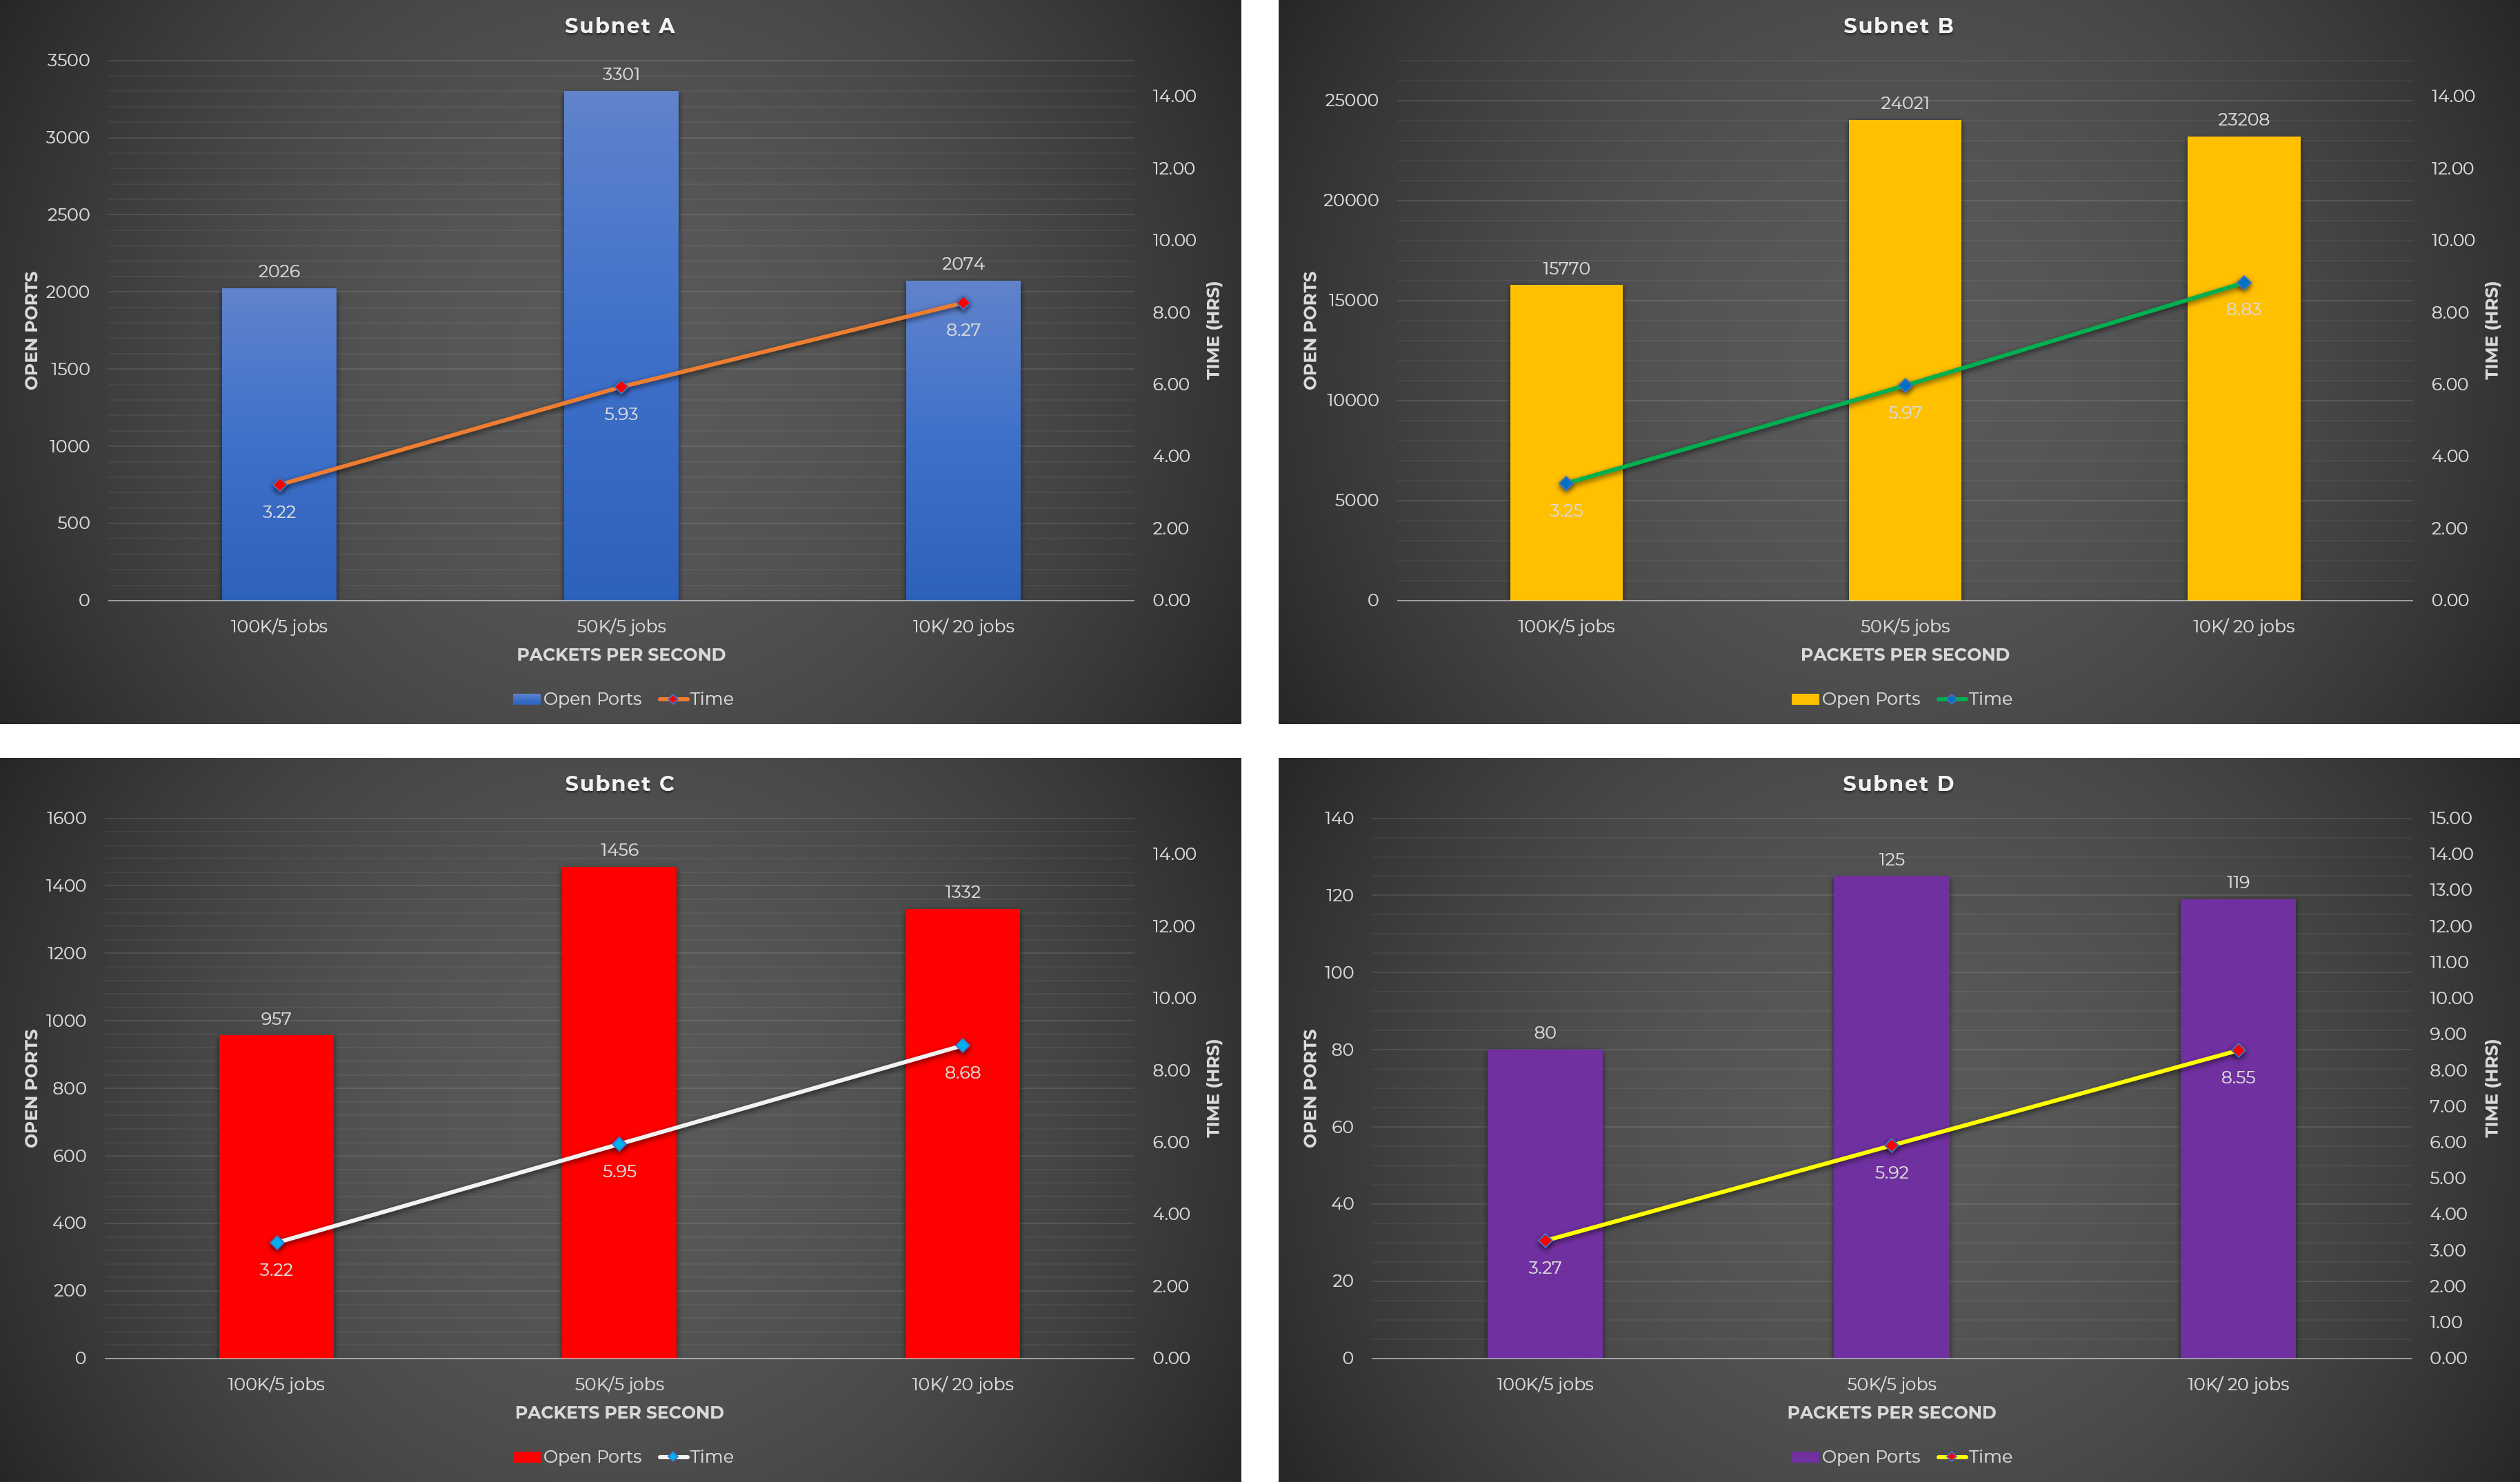 Subnet A
3500
3000
2500
2000
1500
1000
500
0
OPEN PORTS
2026
3301
2074
3.22
5.93
8.27
14.00
12.00
10.00
8.00
6.00
4.00
2.00
0.00
TIME (HRS)
100K/5 jobs
50K/5 jobs
10K/ 20 jobs
PACKETS PER SECOND
Open Ports
Time
Subnet B
25000
20000
15000
10000
5000
0
OPEN PORTS
15770
24021
23208
3.25
5.97
8.83
14.00
12.00
10.00
8.00
6.00
4.00
2.00
0.00
TIME (HRS)
100K/5 jobs
50K/5 jobs
10K/ 20 jobs
PACKETS PER SECOND
Open Ports
Time
Subnet C
1600
1400
1200
1000
800
600
400
200
0
OPEN PORTS
957
1456
1332
3.22
5.95
8.68
14.00
12.00
10.00
8.00
6.00
4.00
2.00
0.00
TIME (HRS)
100K/5 jobs
50K/5 jobs
10K/ 20 jobs
PACKETS PER SECOND
Open Ports
Time
Subnet D
140
120
100
80
60
40
20
0
OPEN PORTS
80
125
119
3.27
5.92
8.55
15.00
14.00
13.00
12.00
11.00
10.00
9.00
8.00
7.00
6.00
5.00
4.00
3.00
2.00
1.00
0.00
TIME (HRS)
100K/5 jobs
50K/5 jobs
10K/ 20 jobs
PACKETS PER SECOND
Open Ports
Time